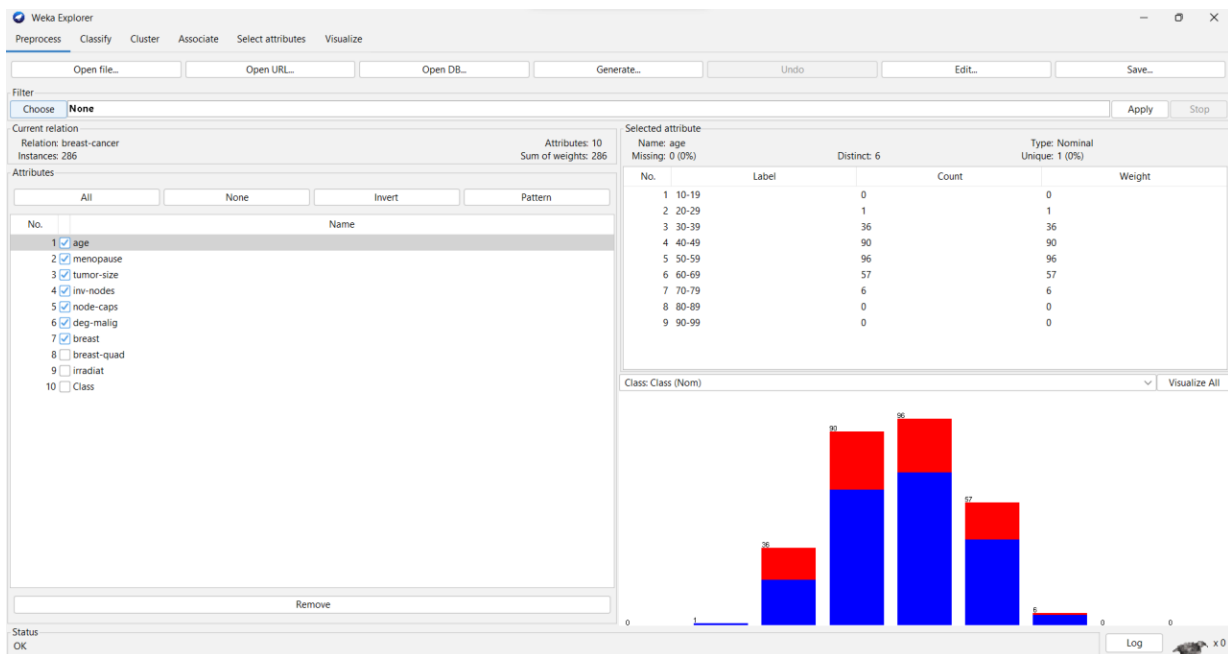 Weka Explorer
Preprocess Classify Cluster Associate Select attributes Visualize
Open file... Open URL... Open DB... Generate... Undo Edit... Save...
Filter
Choose None Apply Stop
Current relation
Relation: breast-cancer Attributes: 10
Instances: 286 Sum of weights: 286
Attributes
All None Invert Pattern
No. Name
1 age
2 menopause
3 tumor-size
4 inv-nodes
5 node-caps
6 deg-malig
7 breast
8 breast-quad
9 irradiat
10 Class
Remove
Selected attribute
Name: age Type: Nominal
Missing: 0 (0%) Distinct: 6 Unique: 1 (0%)
No. Label Count Weight
1 10-19 0 0
2 20-29 1 1
3 30-39 36 36
4 40-49 90 90
5 50-59 96 96
6 60-69 57 57
7 70-79 6 6
8 80-89 0 0
9 90-99 0 0
Class: Class (Nom) Visualize All
0 1 36 90 96 57 6 0 0
Status
OK Log x 0